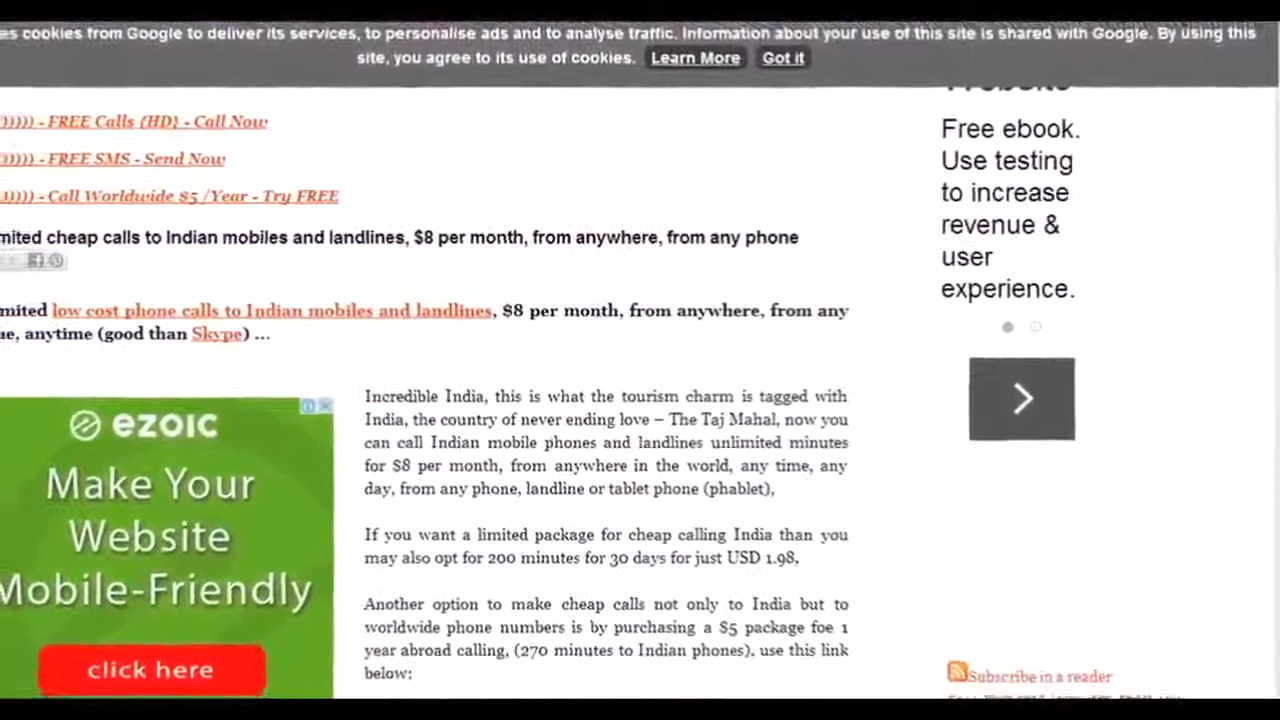 es cookies from Google to deliver its services, to personalise ads and to analyse traffic. Information about your use of this site is shared with Google. By using this
site, you agree to its use of cookies. Learn More Got it
))))) - FREE Calls {HD} - Call Now
))))) - FREE SMS - Send Now
))))) - Call Worldwide $5 /Year - Try FREE
mited cheap calls to Indian mobiles and landlines, $8 per month, from anywhere, from any phone
mited low cost phone calls to Indian mobiles and landlines, $8 per month, from anywhere, from any
ne, anytime (good than Skype) ...
ezoic
Make Your
Website
Mobile-Friendly
click here
Incredible India, this is what the tourism charm is tagged with
India, the country of never ending love – The Taj Mahal, now you
can call Indian mobile phones and landlines unlimited minutes
for $8 per month, from anywhere in the world, any time, any
day, from any phone, landline or tablet phone (phablet),
If you want a limited package for cheap calling India than you
may also opt for 200 minutes for 30 days for just USD 1.98,
Another option to make cheap calls not only to India but to
worldwide phone numbers is by purchasing a $5 package foe 1
year abroad calling, (270 minutes to Indian phones), use this link
below:
Free ebook.
Use testing
to increase
revenue &
user
experience.
Subscribe in a reader